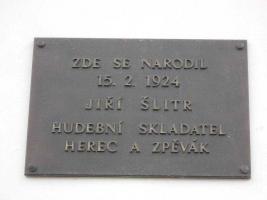 ZDE SE NARODIL
15. 2. 1924
JIŘÍ ŠLITR
HUDEBNÍ SKLADATEL
HEREC A ZPĚVÁK